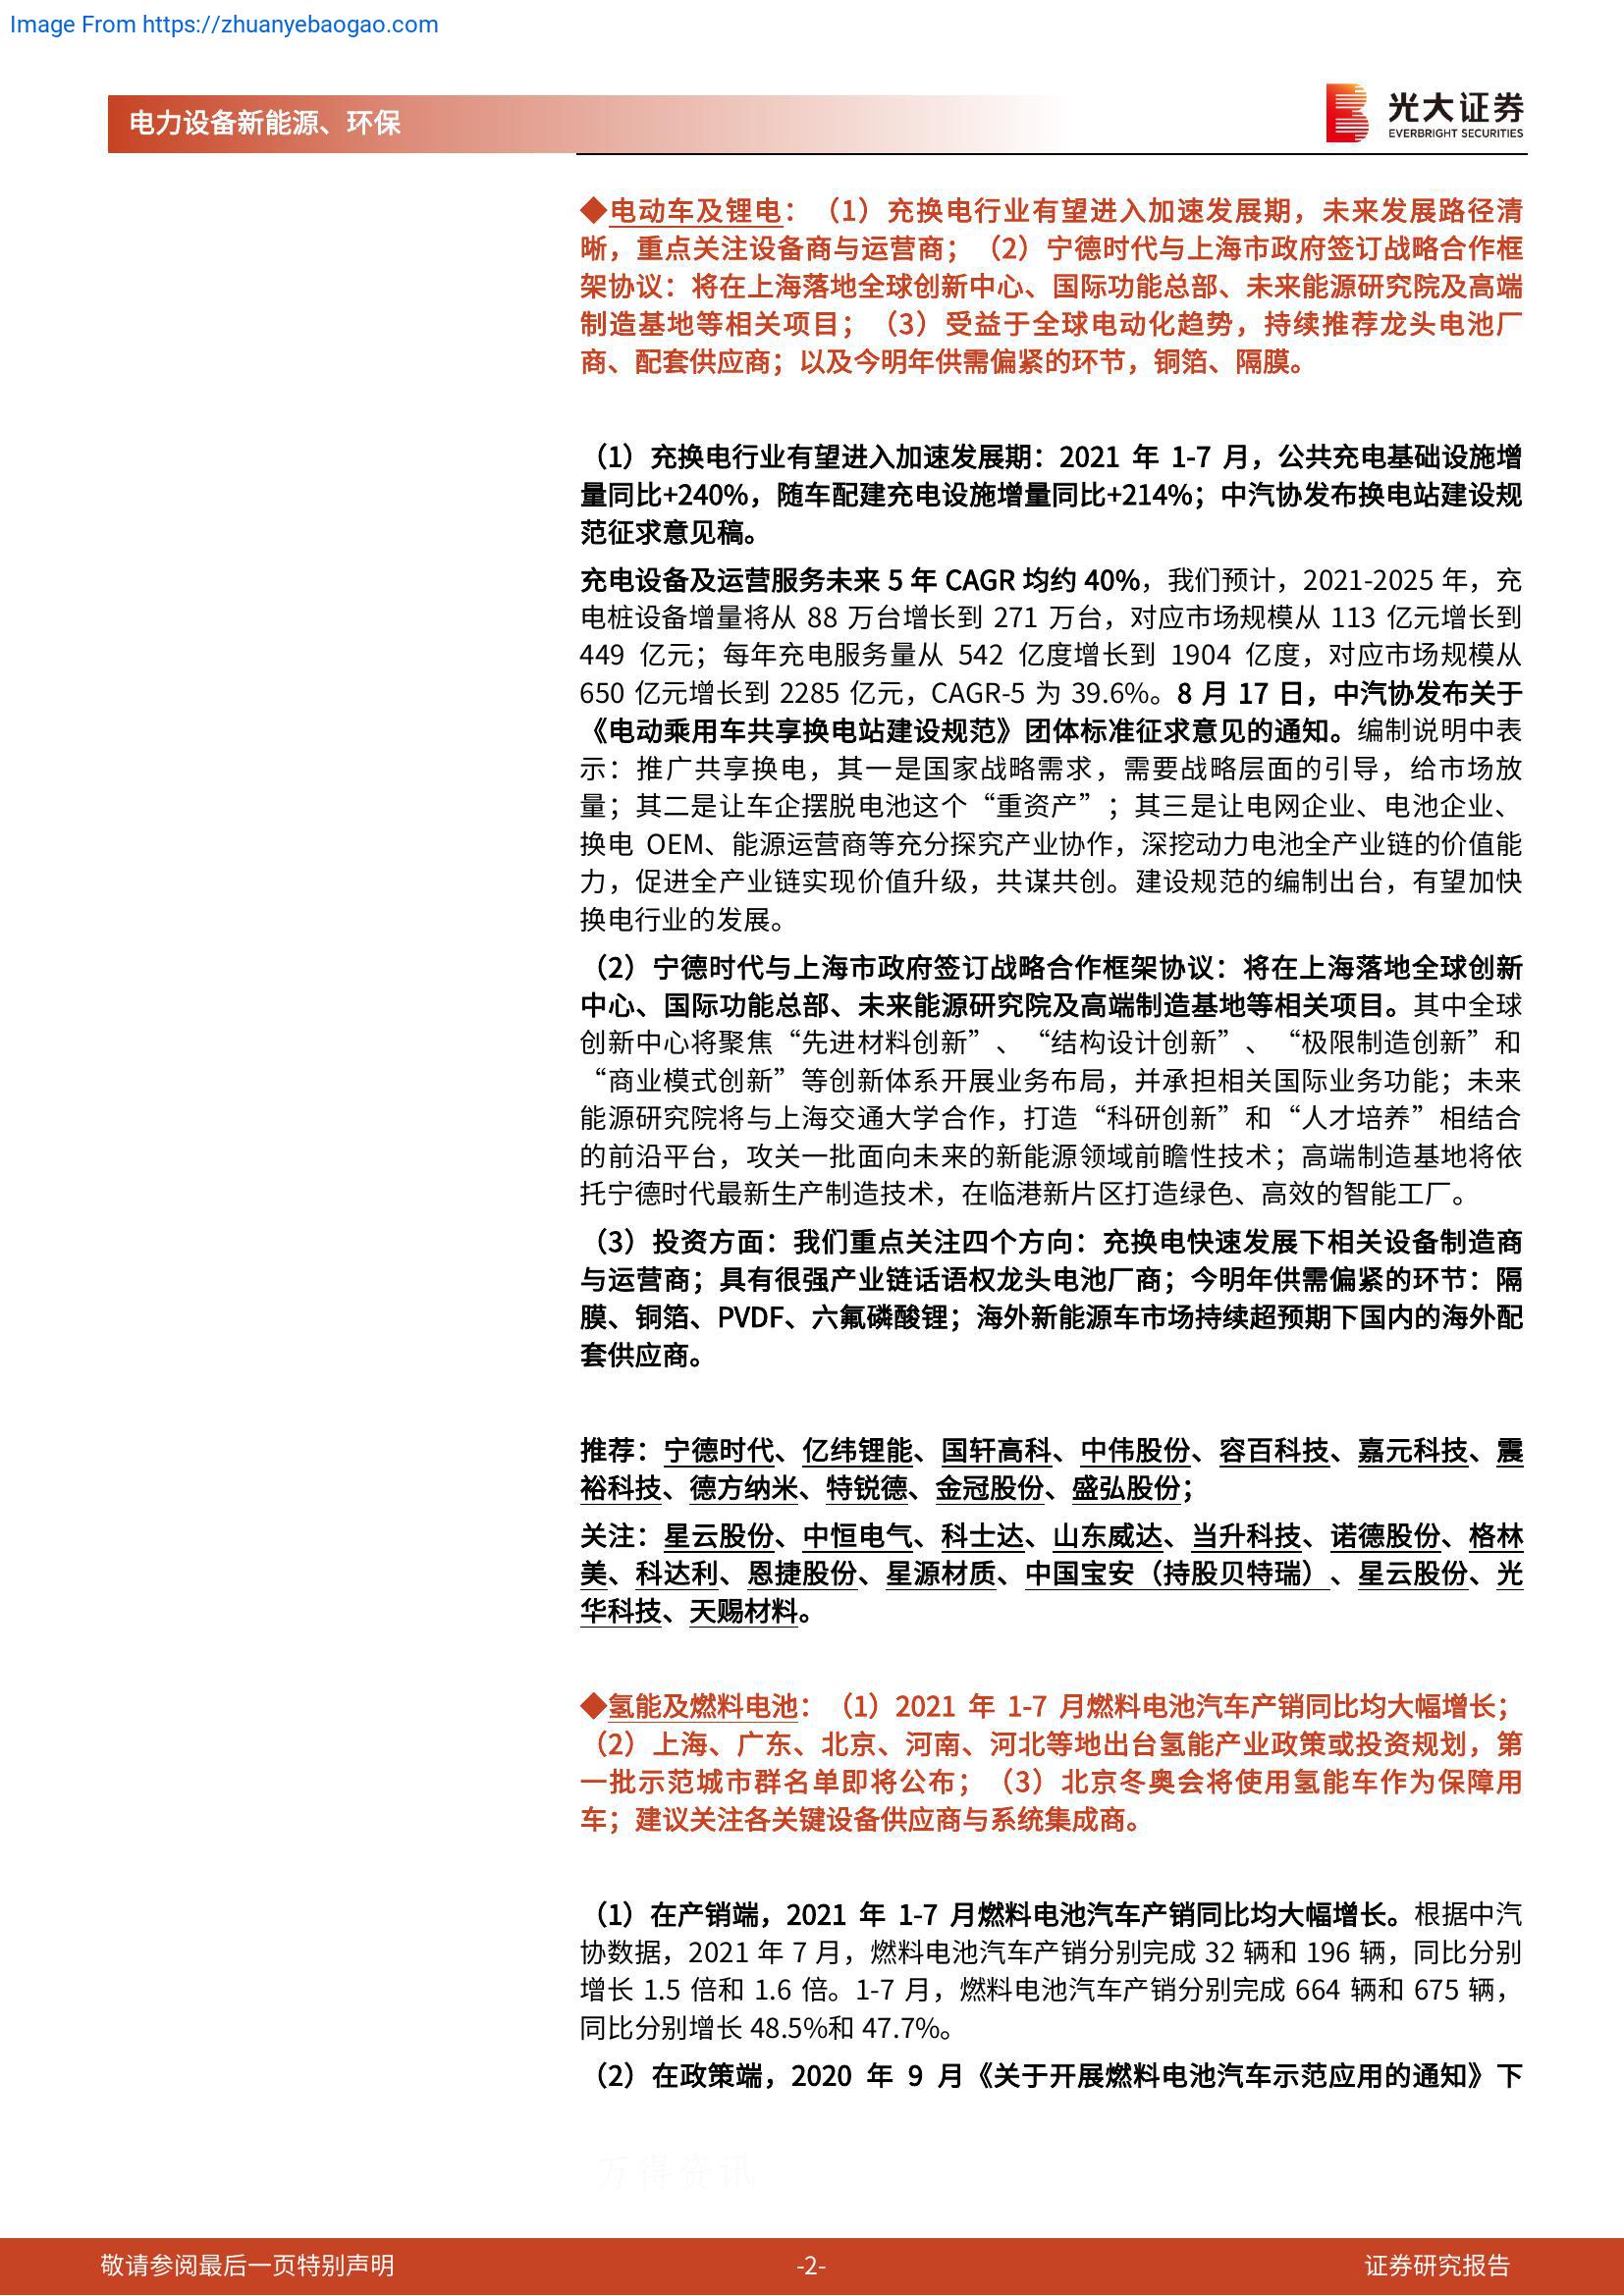 Image From https://zhuanyebaogao.com
电力设备新能源、环保
光大证券
EVERBRIGHT SECURITIES
◆电动车及锂电：（1）充换电行业有望进入加速发展期，未来发展路径清
晰，重点关注设备商与运营商；（2）宁德时代与上海市政府签订战略合作框
架协议：将在上海落地全球创新中心、国际功能总部、未来能源研究院及高端
制造基地等相关项目；（3）受益于全球电动化趋势，持续推荐龙头电池厂
商、配套供应商；以及今明年供需偏紧的环节，铜箔、隔膜。
（1）充换电行业有望进入加速发展期：2021 年 1-7 月，公共充电基础设施增
量同比+240%，随车配建充电设施增量同比+214%；中汽协发布换电站建设规
范征求意见稿。
充电设备及运营服务未来 5 年 CAGR 均约 40%，我们预计，2021-2025 年，充
电桩设备增量将从 88 万台增长到 271 万台，对应市场规模从 113 亿元增长到
449 亿元；每年充电服务量从 542 亿度增长到 1904 亿度，对应市场规模从
650 亿元增长到 2285 亿元，CAGR-5 为 39.6%。8 月 17 日，中汽协发布关于
《电动乘用车共享换电站建设规范》团体标准征求意见的通知。编制说明中表
示：推广共享换电，其一是国家战略需求，需要战略层面的引导，给市场放
量；其二是让车企摆脱电池这个“重资产”；其三是让电网企业、电池企业、
换电 OEM、能源运营商等充分探究产业协作，深挖动力电池全产业链的价值能
力，促进全产业链实现价值升级，共谋共创。建设规范的编制出台，有望加快
换电行业的发展。
（2）宁德时代与上海市政府签订战略合作框架协议：将在上海落地全球创新
中心、国际功能总部、未来能源研究院及高端制造基地等相关项目。其中全球
创新中心将聚焦“先进材料创新”、“结构设计创新”、“极限制造创新”和
“商业模式创新”等创新体系开展业务布局，并承担相关国际业务功能；未来
能源研究院将与上海交通大学合作，打造“科研创新”和“人才培养”相结合
的前沿平台，攻关一批面向未来的新能源领域前瞻性技术；高端制造基地将依
托宁德时代最新生产制造技术，在临港新片区打造绿色、高效的智能工厂。
（3）投资方面：我们重点关注四个方向：充换电快速发展下相关设备制造商
与运营商；具有很强产业链话语权龙头电池厂商；今明年供需偏紧的环节：隔
膜、铜箔、PVDF、六氟磷酸锂；海外新能源车市场持续超预期下国内的海外配
套供应商。
推荐：宁德时代、亿纬锂能、国轩高科、中伟股份、容百科技、嘉元科技、震
裕科技、德方纳米、特锐德、金冠股份、盛弘股份；
关注：星云股份、中恒电气、科士达、山东威达、当升科技、诺德股份、格林
美、科达利、恩捷股份、星源材质、中国宝安（持股贝特瑞）、星云股份、光
华科技、天赐材料。
◆氢能及燃料电池：（1）2021 年 1-7 月燃料电池汽车产销同比均大幅增长；
（2）上海、广东、北京、河南、河北等地出台氢能产业政策或投资规划，第
一批示范城市群名单即将公布；（3）北京冬奥会将使用氢能车作为保障用
车；建议关注各关键设备供应商与系统集成商。
（1）在产销端，2021 年 1-7 月燃料电池汽车产销同比均大幅增长。根据中汽
协数据，2021 年 7 月，燃料电池汽车产销分别完成 32 辆和 196 辆，同比分别
增长 1.5 倍和 1.6 倍。1-7 月，燃料电池汽车产销分别完成 664 辆和 675 辆，
同比分别增长 48.5%和 47.7%。
（2）在政策端，2020 年 9 月《关于开展燃料电池汽车示范应用的通知》下
万得资讯
敬请参阅最后一页特别声明
-2-
证券研究报告